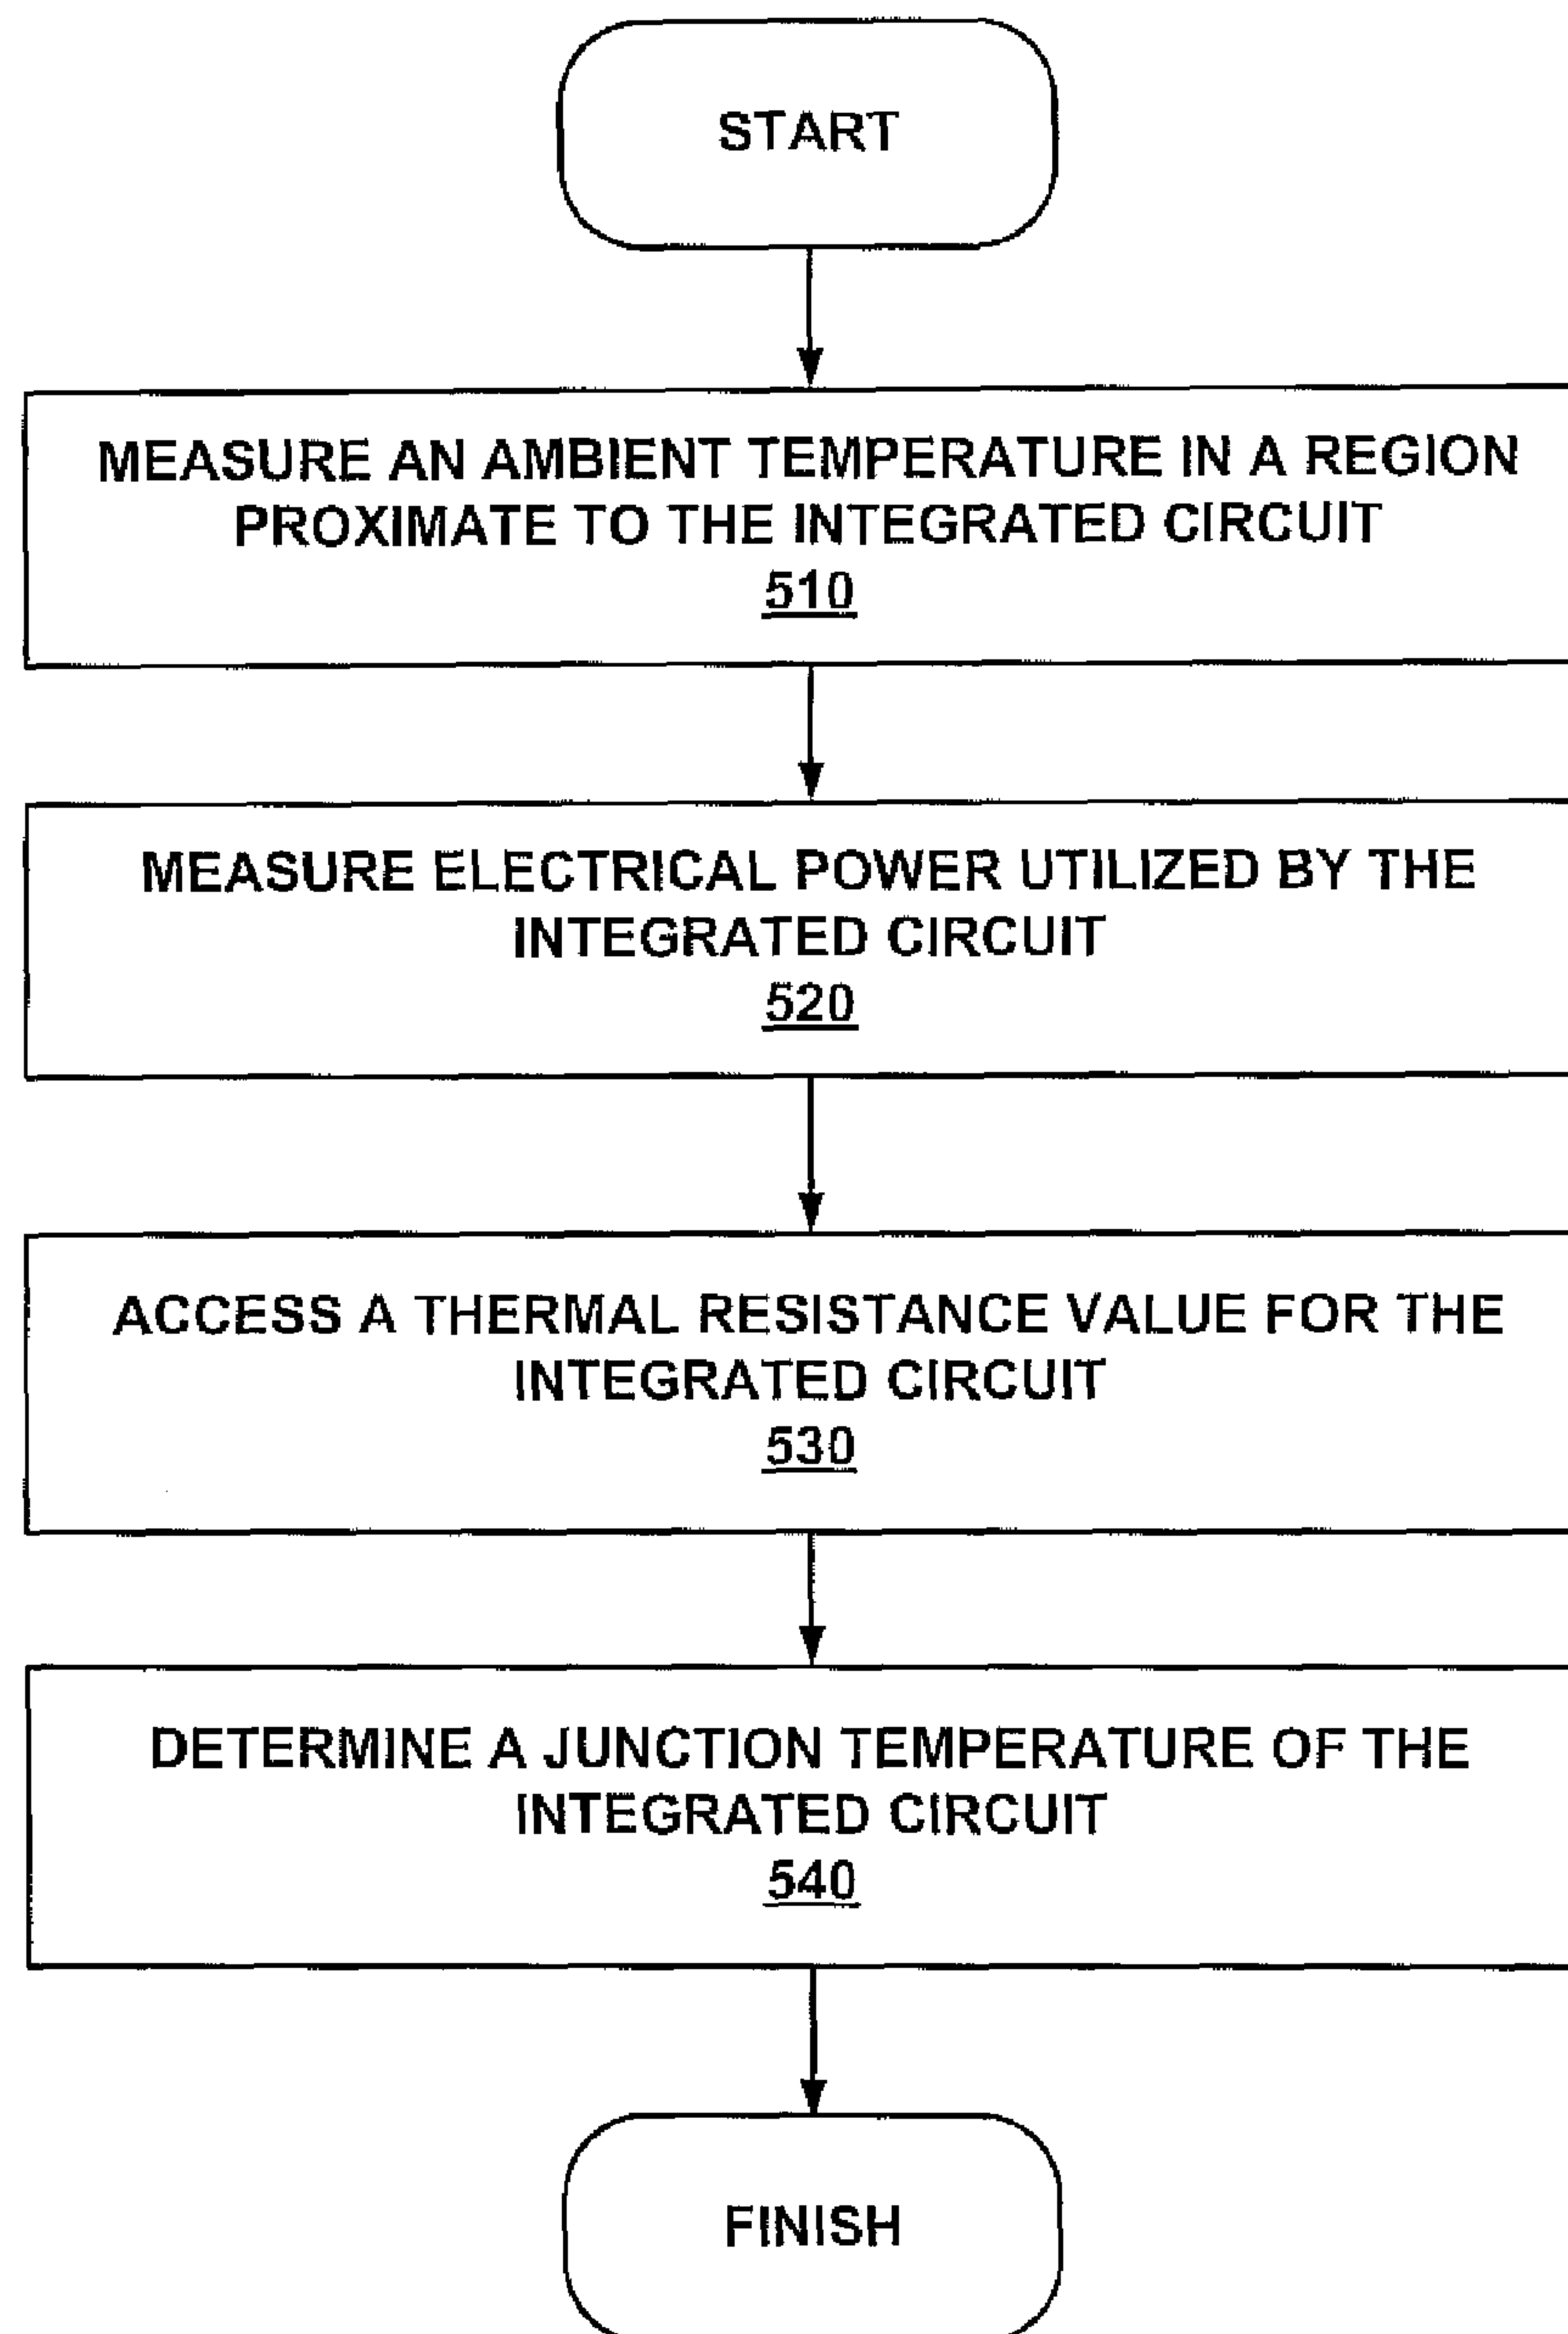 START
MEASURE AN AMBIENT TEMPERATURE IN A REGION
PROXIMATE TO THE INTEGRATED CIRCUIT
510
MEASURE ELECTRICAL POWER UTILIZED BY THE
INTEGRATED CIRCUIT
520
ACCESS A THERMAL RESISTANCE VALUE FOR THE
INTEGRATED CIRCUIT
530
DETERMINE A JUNCTION TEMPERATURE OF THE
INTEGRATED CIRCUIT
540
FINISH